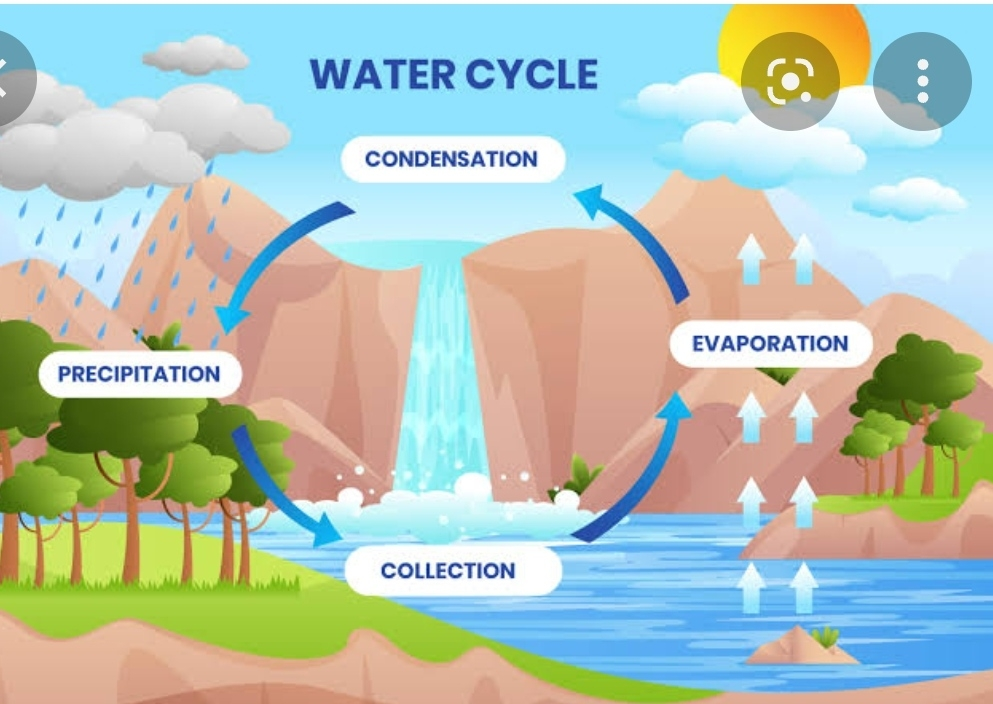 WATER CYCLE
CONDENSATION
EVAPORATION
PRECIPITATION
COLLECTION